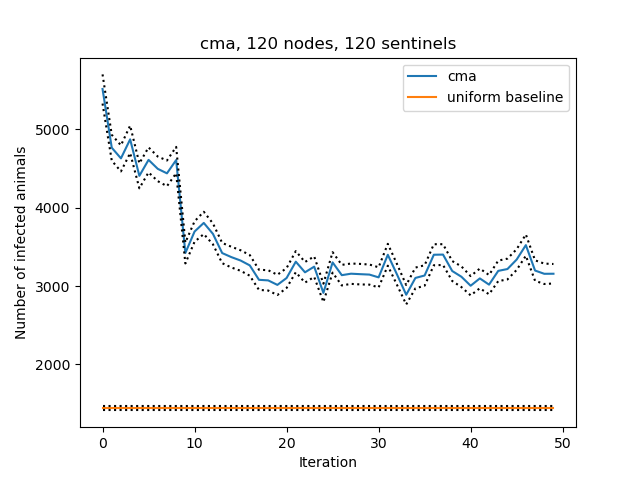 cma, 120 nodes, 120 sentinels
cma
uniform baseline
Number of infected animals
5000
4000
3000
2000
0 10 20 30 40 50
Iteration